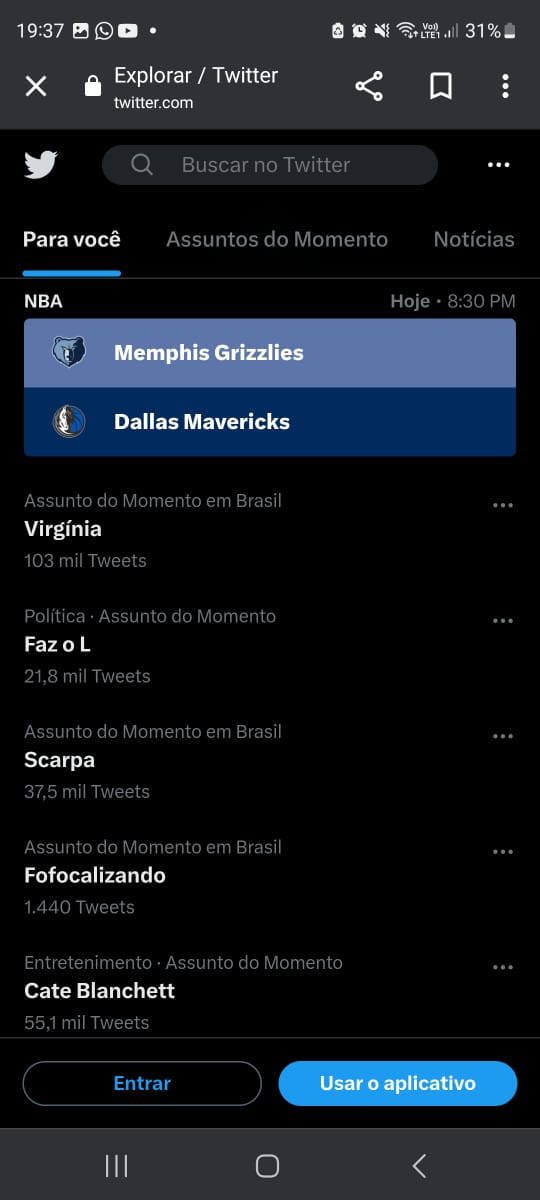 19:37
Vo))
LTE1
31%
Explorar / Twitter
twitter.com
Buscar no Twitter
Para você
Assuntos do Momento
Notícias
NBA
Hoje · 8:30 PM
Memphis Grizzlies
Dallas Mavericks
Assunto do Momento em Brasil
Virgínia
103 mil Tweets
Política · Assunto do Momento
Faz o L
21,8 mil Tweets
Assunto do Momento em Brasil
Scarpa
37,5 mil Tweets
Assunto do Momento em Brasil
Fofocalizando
1.440 Tweets
Entretenimento · Assunto do Momento
Cate Blanchett
55,1 mil Tweets
Entrar
Usar o aplicativo